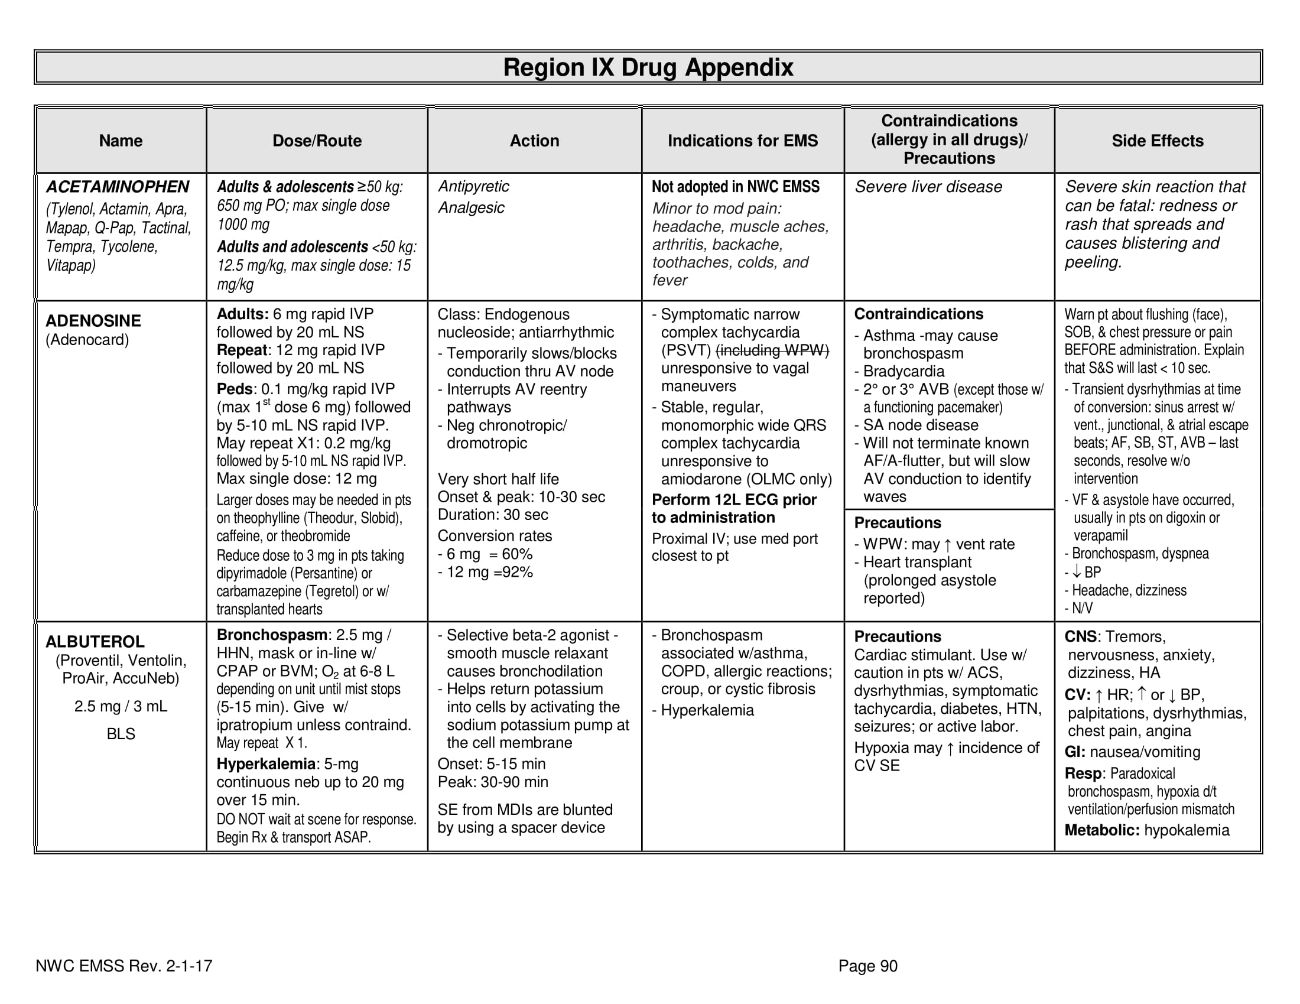 Region IX Drug Appendix
Name
Dose/Route
Action
Indications for EMS
Contraindications
(allergy in all drugs)/
Precautions
Side Effects
ACETAMINOPHEN
(Tylenol, Actamin, Apra,
Mapap, Q-Pap, Tactinal,
Tempra, Tycolene,
Vitapap)
Adults & adolescents ≥50 kg:
650 mg PO; max single dose
1000 mg
Adults and adolescents <50 kg:
12.5 mg/kg, max single dose: 15
mg/kg
Antipyretic
Analgesic
Not adopted in NWC EMSS
Minor to mod pain:
headache, muscle aches,
arthritis, backache,
toothaches, colds, and
fever
Severe liver disease
Severe skin reaction that
can be fatal: redness or
rash that spreads and
causes blistering and
peeling.
ADENOSINE
(Adenocard)
Adults: 6 mg rapid IVP
followed by 20 mL NS
Repeat: 12 mg rapid IVP
followed by 20 mL NS
Peds: 0.1 mg/kg rapid IVP
(max 1st dose 6 mg) followed
by 5-10 mL NS rapid IVP.
May repeat X1: 0.2 mg/kg
followed by 5-10 mL NS rapid IVP.
Max single dose: 12 mg
Larger doses may be needed in pts
on theophylline (Theodur, Slobid),
caffeine, or theobromide
Reduce dose to 3 mg in pts taking
dipyrimadole (Persantine) or
carbamazepine (Tegretol) or w/
transplanted hearts
Class: Endogenous
nucleoside; antiarrhythmic
- Temporarily slows/blocks
conduction thru AV node
- Interrupts AV reentry
pathways
- Neg chronotropic/
dromotropic
Very short half life
Onset & peak: 10-30 sec
Duration: 30 sec
Conversion rates
- 6 mg = 60%
- 12 mg =92%
- Symptomatic narrow
complex tachycardia
(PSVT) (including WPW)
unresponsive to vagal
maneuvers
- Stable, regular,
monomorphic wide QRS
complex tachycardia
unresponsive to
amiodarone (OLMC only)
Perform 12L ECG prior
to administration
Proximal IV; use med port
closest to pt
Contraindications
- Asthma -may cause
bronchospasm
- Bradycardia
- 2° or 3° AVB (except those w/
a functioning pacemaker)
- SA node disease
- Will not terminate known
AF/A-flutter, but will slow
AV conduction to identify
waves
Precautions
- WPW: may ↑ vent rate
- Heart transplant
(prolonged asystole
reported)
Warn pt about flushing (face),
SOB, & chest pressure or pain
BEFORE administration. Explain
that S&S will last < 10 sec.
- Transient dysrhythmias at time
of conversion: sinus arrest w/
vent., junctional, & atrial escape
beats; AF, SB, ST, AVB – last
seconds, resolve w/o
intervention
- VF & asystole have occurred,
usually in pts on digoxin or
verapamil
- Bronchospasm, dyspnea
- ↓ BP
- Headache, dizziness
- N/V
ALBUTEROL
(Proventil, Ventolin,
ProAir, AccuNeb)
2.5 mg / 3 mL
BLS
Bronchospasm: 2.5 mg /
HHN, mask or in-line w/
CPAP or BVM; O2 at 6-8 L
depending on unit until mist stops
(5-15 min). Give w/
ipratropium unless contraind.
May repeat X 1.
Hyperkalemia: 5-mg
continuous neb up to 20 mg
over 15 min.
DO NOT wait at scene for response.
Begin Rx & transport ASAP.
- Selective beta-2 agonist -
smooth muscle relaxant
causes bronchodilation
- Helps return potassium
into cells by activating the
sodium potassium pump at
the cell membrane
Onset: 5-15 min
Peak: 30-90 min
SE from MDIs are blunted
by using a spacer device
- Bronchospasm
associated w/asthma,
COPD, allergic reactions;
croup, or cystic fibrosis
- Hyperkalemia
Precautions
Cardiac stimulant. Use w/
caution in pts w/ ACS,
dysrhythmias, symptomatic
tachycardia, diabetes, HTN,
seizures; or active labor.
Hypoxia may ↑ incidence of
CV SE
CNS: Tremors,
nervousness, anxiety,
dizziness, HA
CV: ↑ HR; ↑ or ↓ BP,
palpitations, dysrhythmias,
chest pain, angina
GI: nausea/vomiting
Resp: Paradoxical
bronchospasm, hypoxia d/t
ventilation/perfusion mismatch
Metabolic: hypokalemia
NWC EMSS Rev. 2-1-17
Page 90